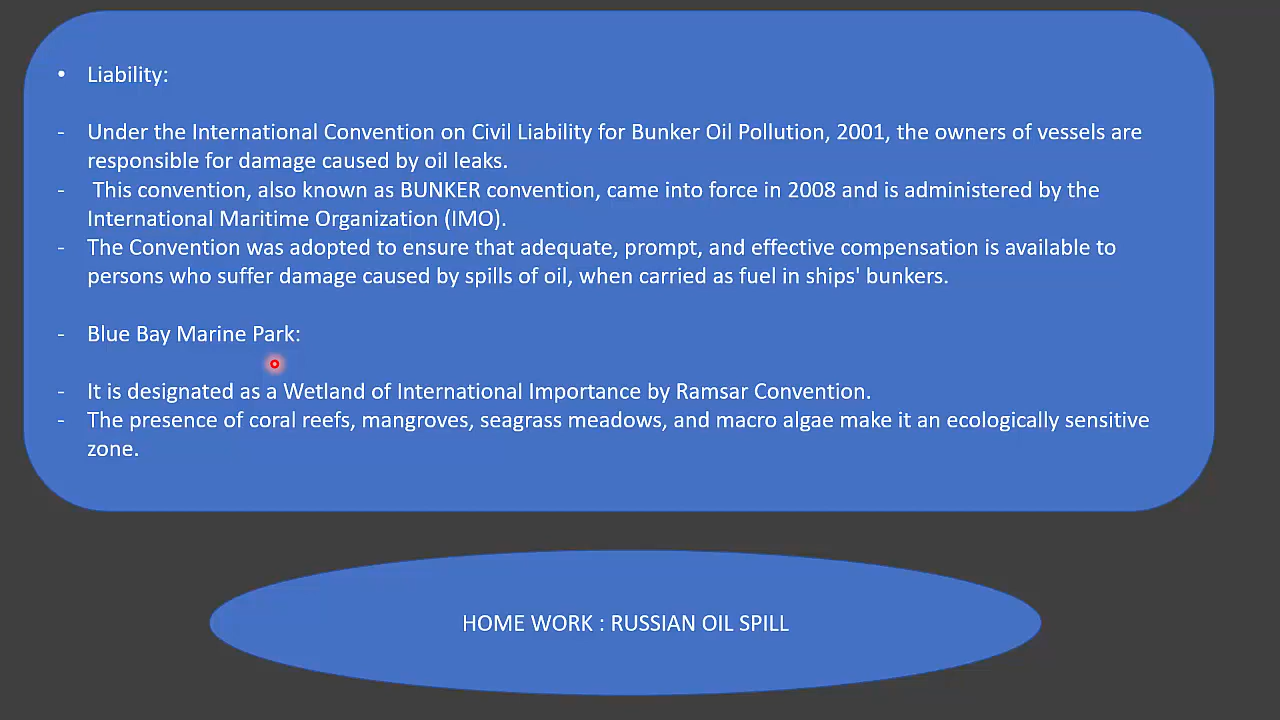 • Liability:
- Under the International Convention on Civil Liability for Bunker Oil Pollution, 2001, the owners of vessels are
responsible for damage caused by oil leaks.
- This convention, also known as BUNKER convention, came into force in 2008 and is administered by the
International Maritime Organization (IMO).
- The Convention was adopted to ensure that adequate, prompt, and effective compensation is available to
persons who suffer damage caused by spills of oil, when carried as fuel in ships' bunkers.
- Blue Bay Marine Park:
- It is designated as a Wetland of International Importance by Ramsar Convention.
- The presence of coral reefs, mangroves, seagrass meadows, and macro algae make it an ecologically sensitive
zone.
HOME WORK : RUSSIAN OIL SPILL